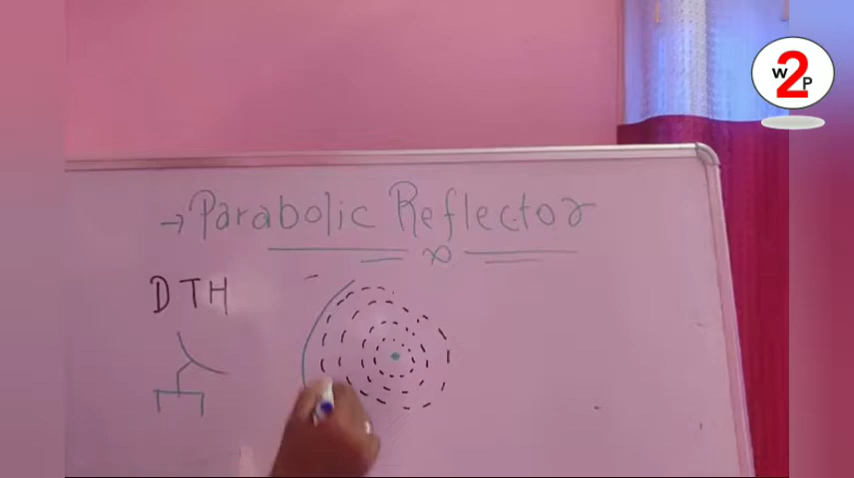 W2P
→ Parabolic Reflector
DTH